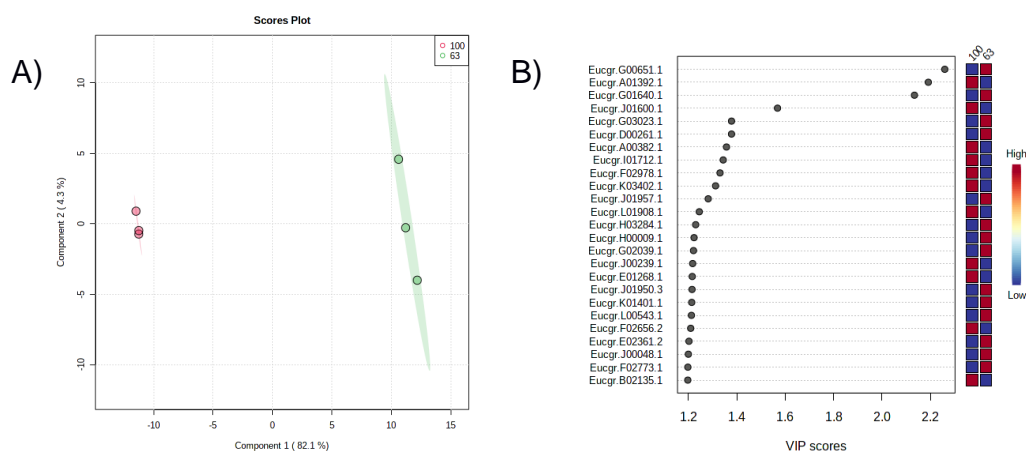 A)
Scores Plot
100
63
10
5
0
-5
-10
Component 2 ( 4.3 %)
-10
-5
0
5
10
15
Component 1 ( 82.1 %)
B)
100
63
Eucgr.G00651.1
Eucgr.A01392.1
Eucgr.G01640.1
Eucgr.J01600.1
Eucgr.G03023.1
Eucgr.D00261.1
Eucgr.A00382.1
Eucgr.I01712.1
Eucgr.F02978.1
Eucgr.K03402.1
Eucgr.J01957.1
Eucgr.L01908.1
Eucgr.H03284.1
Eucgr.H00009.1
Eucgr.G02039.1
Eucgr.J00239.1
Eucgr.E01268.1
Eucgr.J01950.3
Eucgr.K01401.1
Eucgr.L00543.1
Eucgr.F02656.2
Eucgr.E02361.2
Eucgr.J00048.1
Eucgr.F02773.1
Eucgr.B02135.1
1.2
1.4
1.6
1.8
2.0
2.2
VIP scores
High
Low